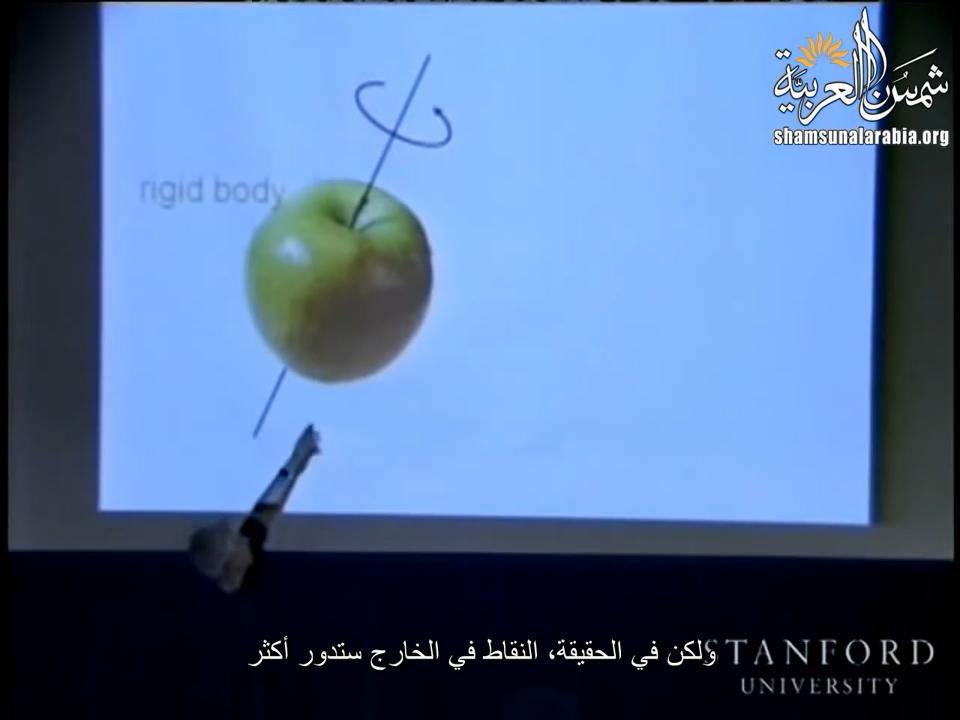 شمس العربية
shamsunalarabia.org
rigid body
ولكن في الحقيقة، النقاط في الخارج ستدور أكثر
STANFORD
UNIVERSITY